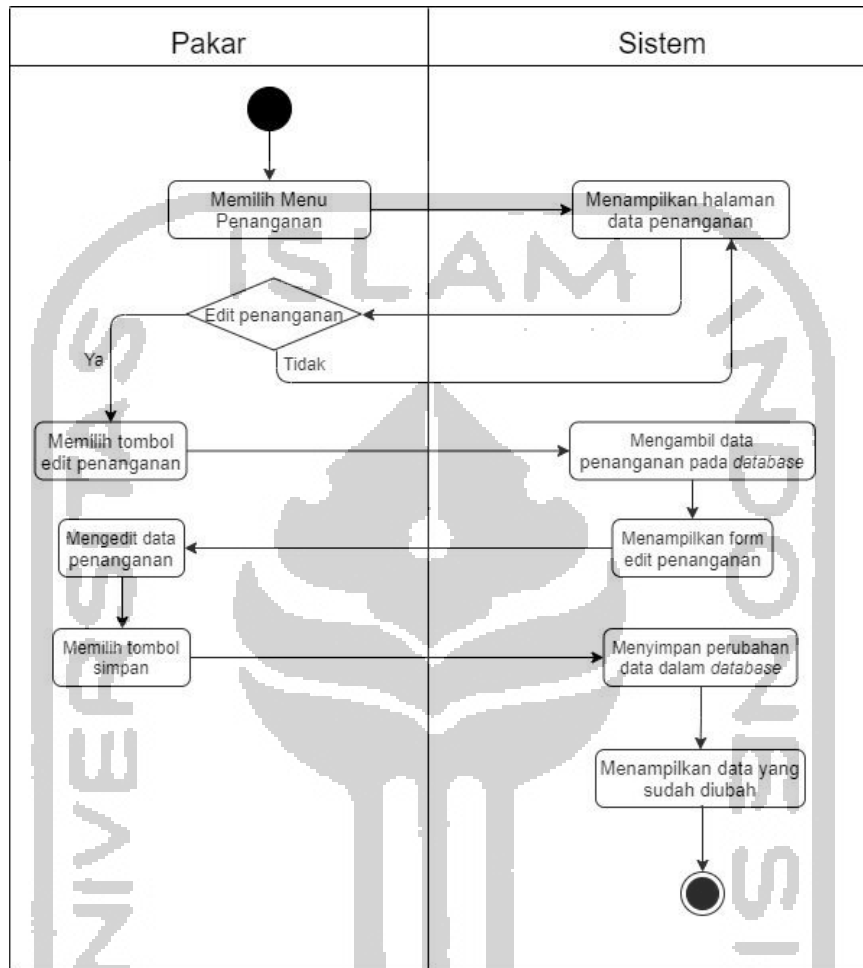 Pakar
Sistem
Memilih Menu
Penanganan
Menampilkan halaman
data penanganan
Edit penanganan
Ya
Tidak
Memilih tombol
edit penanganan
Mengambil data
penanganan pada database
Mengedit data
penanganan
Menampilkan form
edit penanganan
Memilih tombol
simpan
Menyimpan perubahan
data dalam database
Menampilkan data yang
sudah diubah
ISLAM